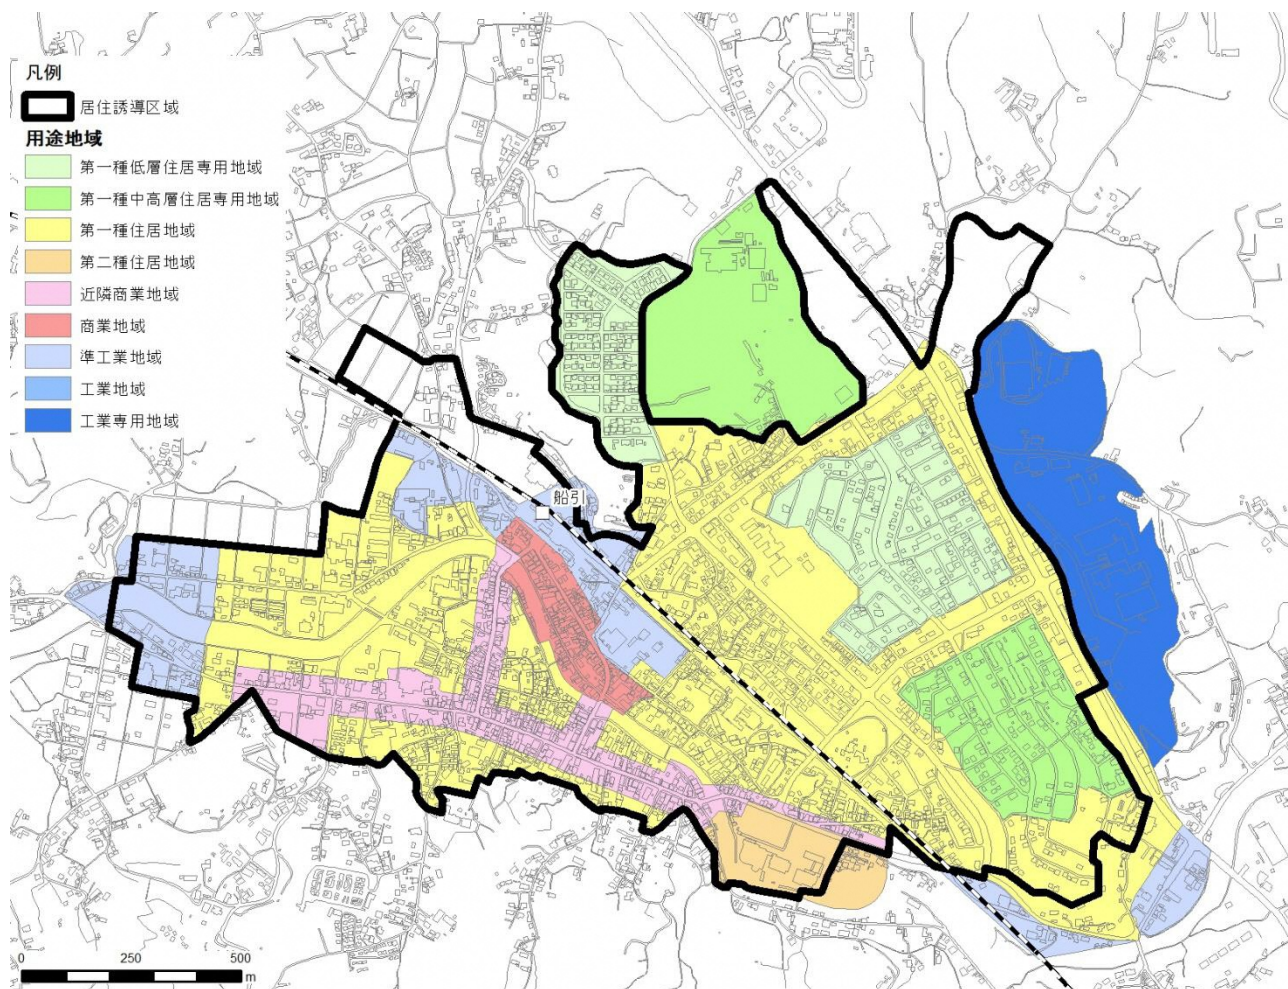 凡例
居住誘導区域
用途地域
第一種低層住居専用地域
第一種中高層住居専用地域
第一種住居地域
第二種住居地域
近隣商業地域
商業地域
準工業地域
工業地域
工業専用地域
船引
0 250 500
m